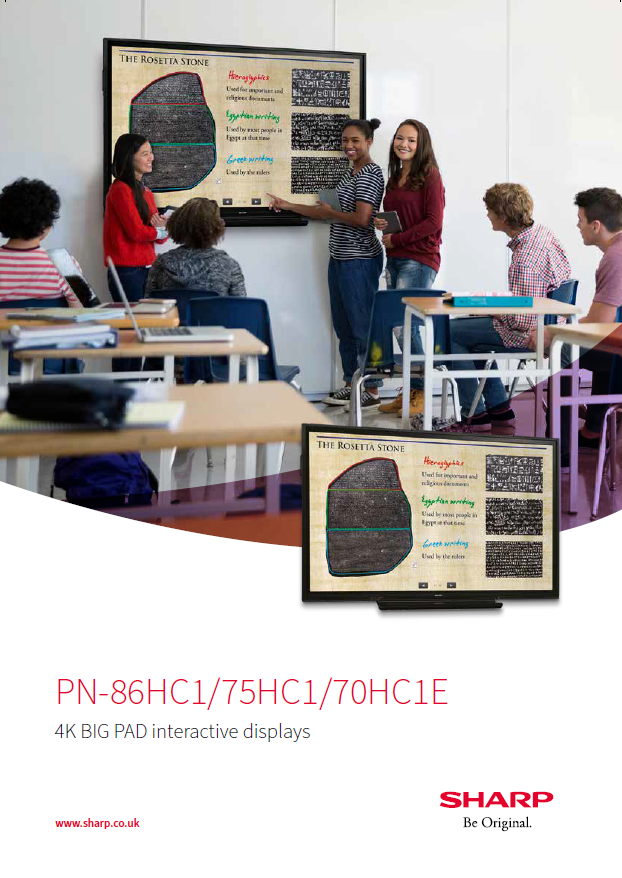 THE ROSETTA STONE
Hieroglyphics
Used for important and
religious documents
Egyptian writing
Used by most people in
Egypt at that time
Greek writing
Used by the rulers
THE ROSETTA STONE
Hieroglyphics
Used for important and
religious documents
Egyptian writing
Used by most people in
Egypt at that time
Greek writing
Used by the rulers
PN-86HC1/75HC1/70HC1E
4K BIG PAD interactive displays
SHARP
Be Original.
www.sharp.co.uk